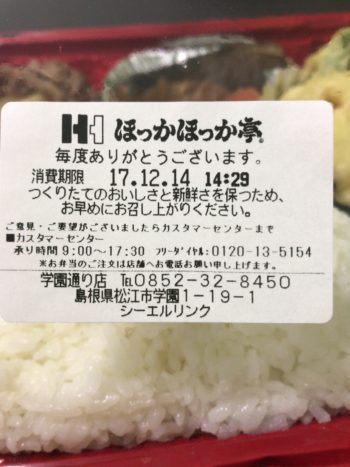 ほっかほっか亭
毎度ありがとうございます。
消費期限 17.12.14 14:29
つくりたてのおいしさと新鮮さを保つため、
お早めにお召し上がりください。
ご意見・ご要望がございましたらカスタマーセンターまで
■カスタマーセンター
承り時間 9:00~17:30 フリーダイヤル:0120-13-5154
※お弁当のご注文は店舗へお電話お願い申し上げます。
学園通り店 ℡0852-32-8450
島根県松江市学園1-19-1
シーエルリンク